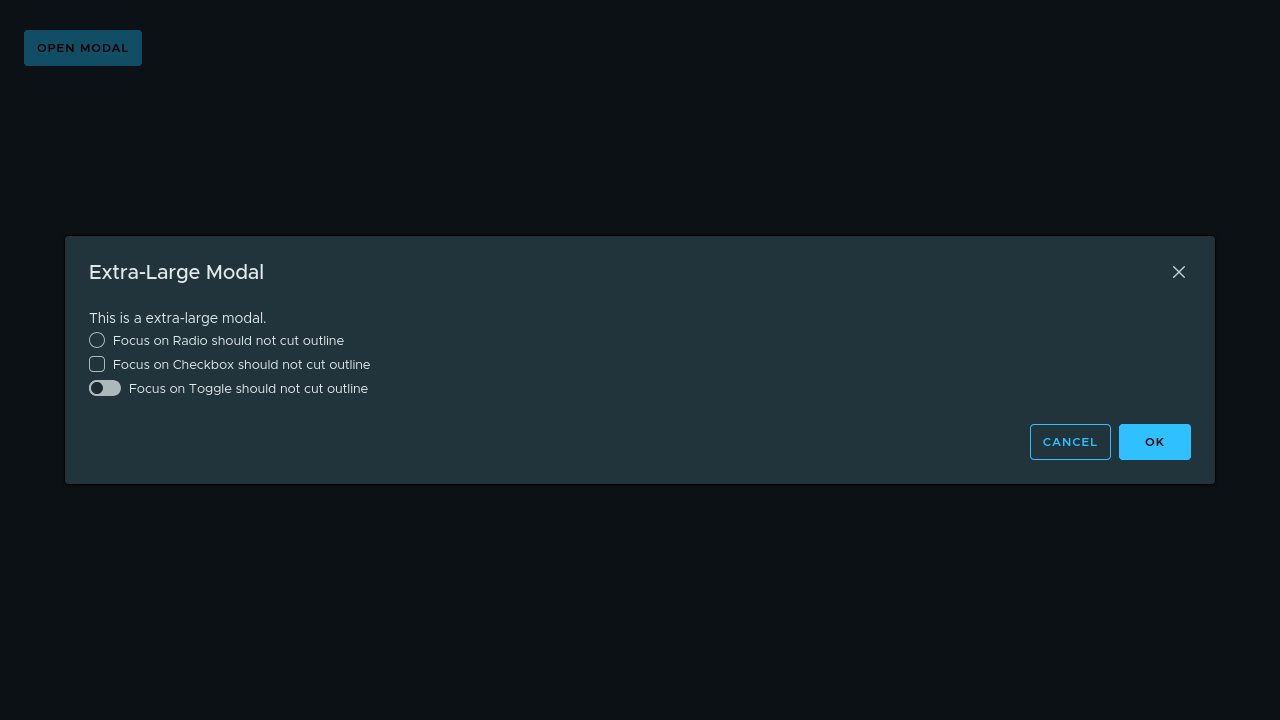 OPEN MODAL
Extra-Large Modal
This is a extra-large modal.
Focus on Radio should not cut outline
Focus on Checkbox should not cut outline
Focus on Toggle should not cut outline
CANCEL OK